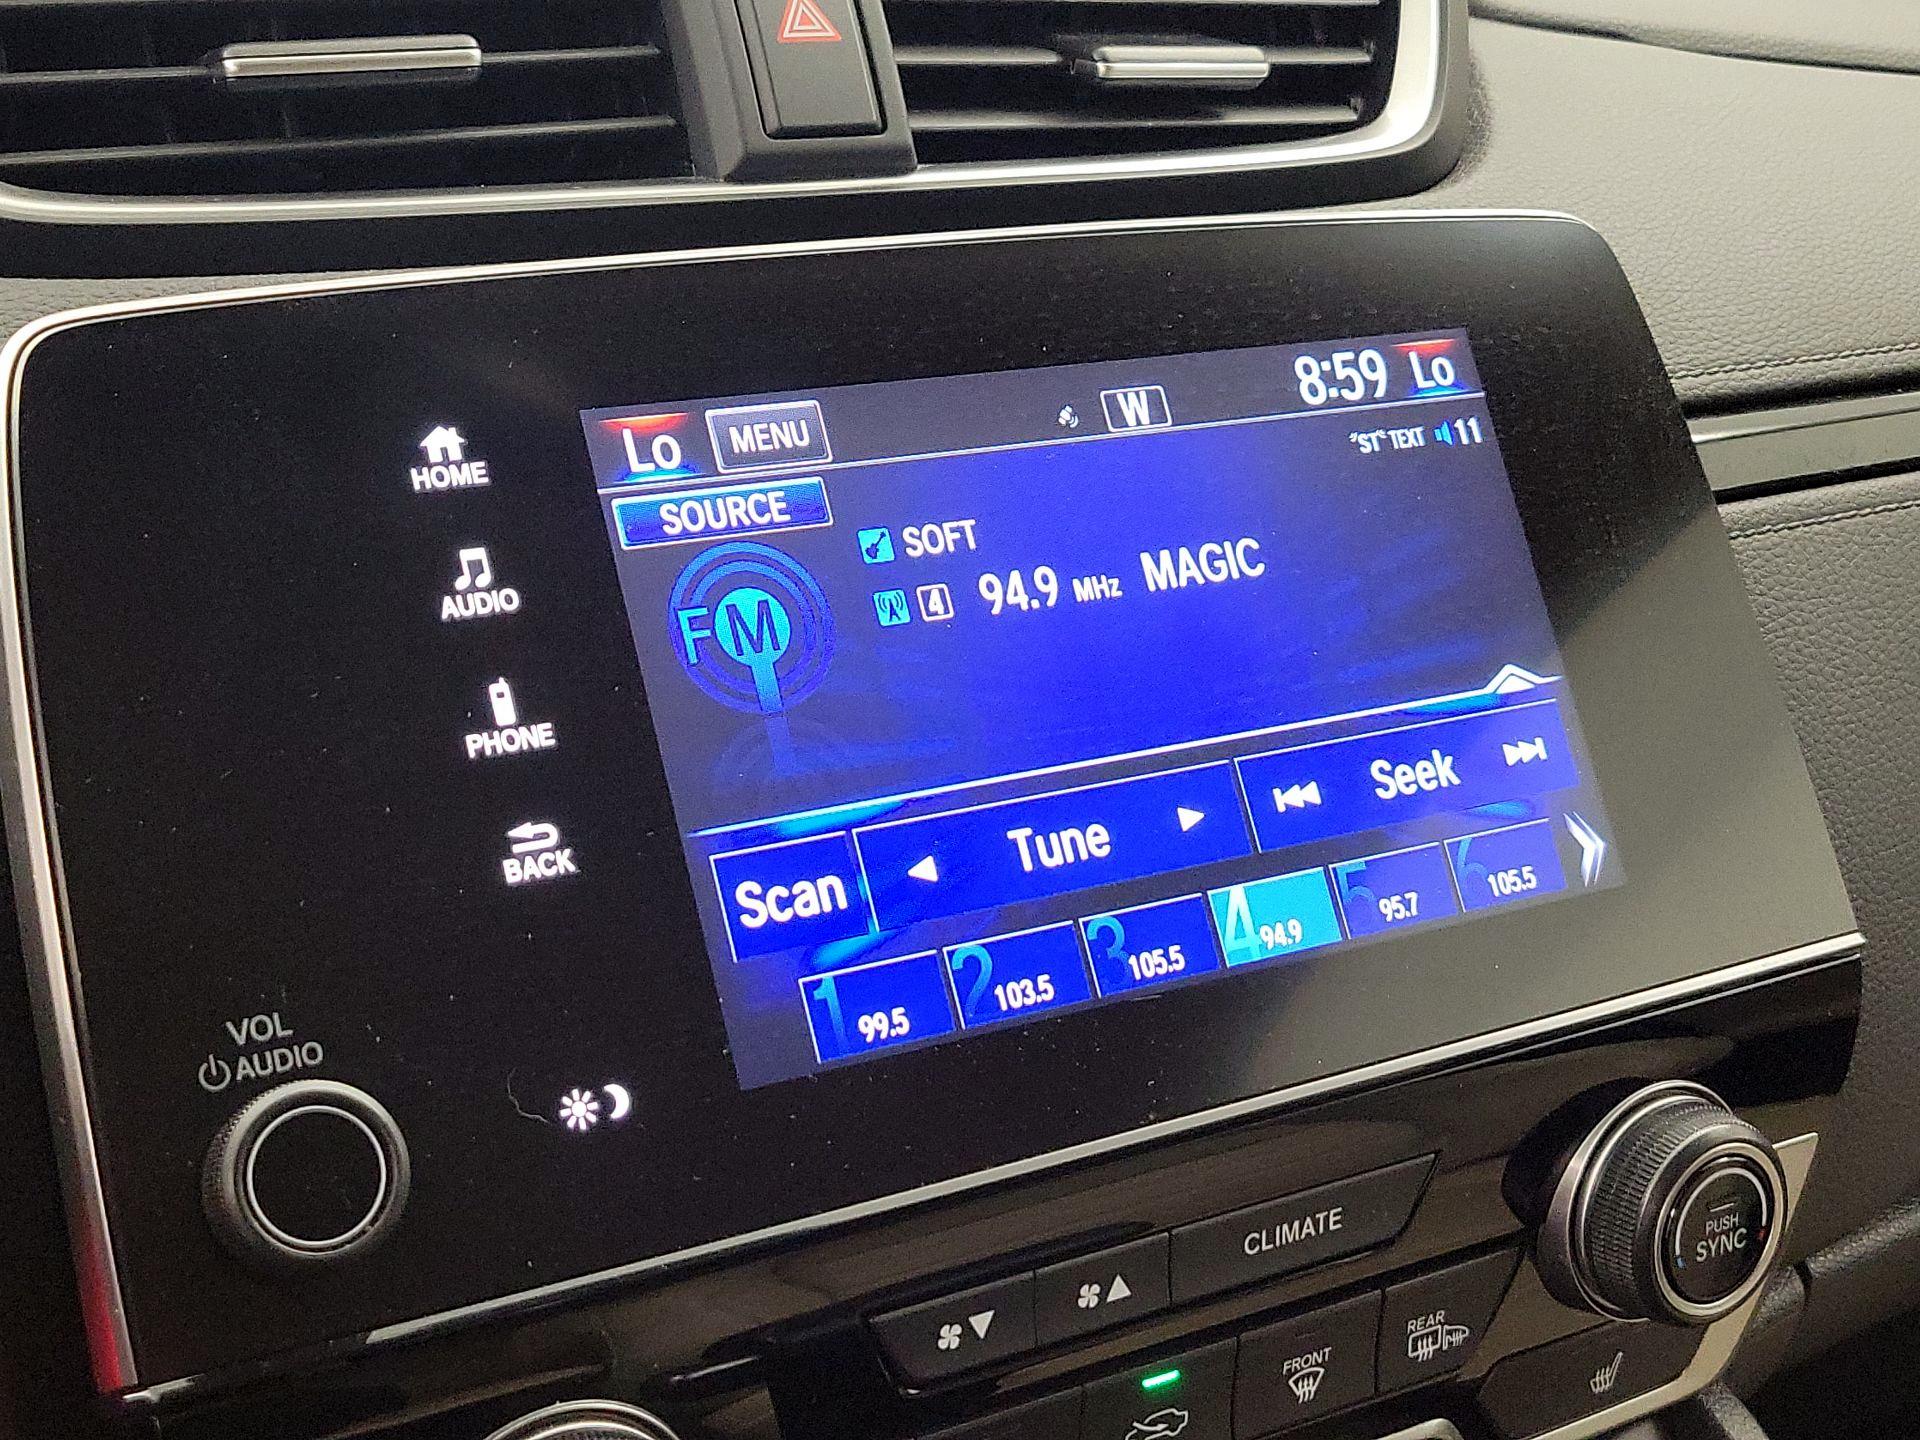 Lo MENU W 8:59 Lo
"ST" TEXT 11
SOURCE
FM
SOFT
4 94.9 MHz MAGIC
Scan Tune Seek
1 99.5
2 103.5
3 105.5
4 94.9
5 95.7
6 105.5
HOME
AUDIO
PHONE
BACK
VOL
AUDIO
CLIMATE
PUSH
SYNC
FRONT
REAR